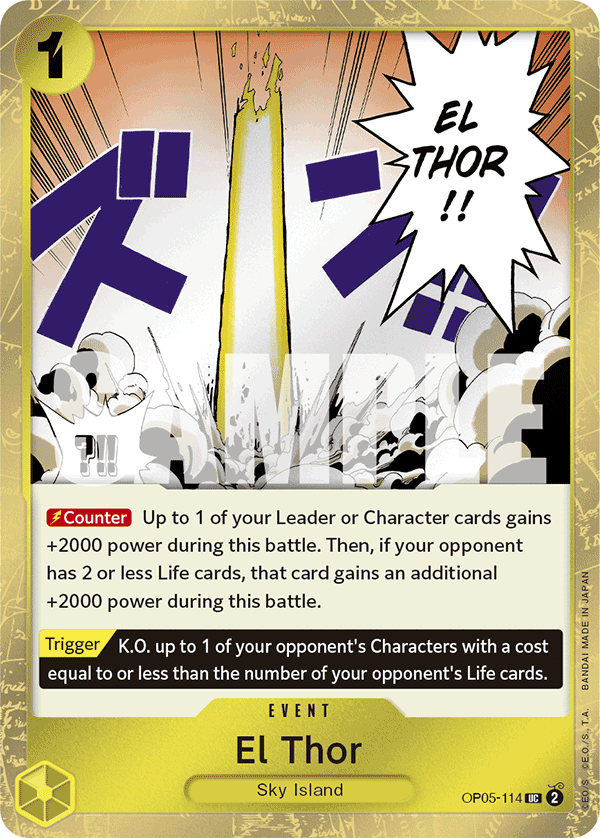 1
EL
THOR
!!
ズン
SAMPLE
Counter Up to 1 of your Leader or Character cards gains
+2000 power during this battle. Then, if your opponent
has 2 or less Life cards, that card gains an additional
+2000 power during this battle.
Trigger K.O. up to 1 of your opponent's Characters with a cost
equal to or less than the number of your opponent's Life cards.
EVENT
El Thor
Sky Island
OP05-114 UC 2
©E.O./S. ©E.O./S., T.A. BANDAI MADE IN JAPAN